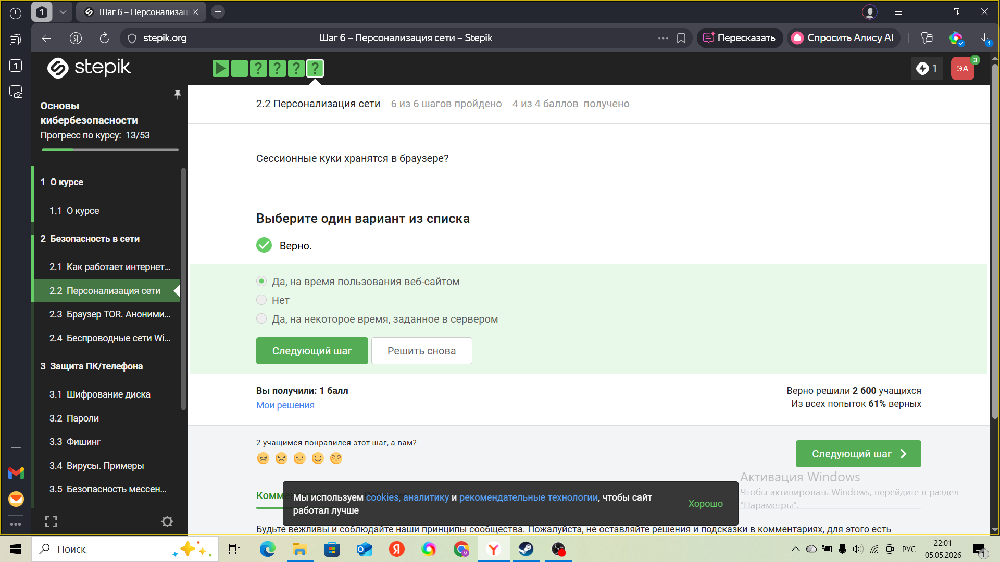 1
Шаг 6 – Персонализац
stepik.org
Шаг 6 – Персонализация сети – Stepik
Пересказать
Спросить Алису AI
1
1
stepik
1
ЭА
3
Основы
кибербезопасности
Прогресс по курсу: 13/53
1 О курсе
1.1 О курсе
2 Безопасность в сети
2.1 Как работает интернет...
2.2 Персонализация сети
2.3 Браузер TOR. Аноними...
2.4 Беспроводные сети Wi...
3 Защита ПК/телефона
3.1 Шифрование диска
3.2 Пароли
3.3 Фишинг
3.4 Вирусы. Примеры
3.5 Безопасность мессен...
2.2 Персонализация сети 6 из 6 шагов пройдено 4 из 4 баллов получено
Сессионные куки хранятся в браузере?
Выберите один вариант из списка
Верно.
Да, на время пользования веб-сайтом
Нет
Да, на некоторое время, заданное в сервером
Следующий шаг
Решить снова
Вы получили: 1 балл
Мои решения
Верно решили 2 600 учащихся
Из всех попыток 61% верных
2 учащимся понравился этот шаг, а вам?
Следующий шаг
Активация Windows
Чтобы активировать Windows, перейдите в раздел
"Параметры".
Мы используем cookies, аналитику и рекомендательные технологии, чтобы сайт
работал лучше
Хорошо
Будьте вежливы и соблюдайте наши принципы сообщества. Пожалуйста, не оставляйте решения и подсказки в комментариях, для этого есть
Поиск
РУС
22:01
05.05.2026
1